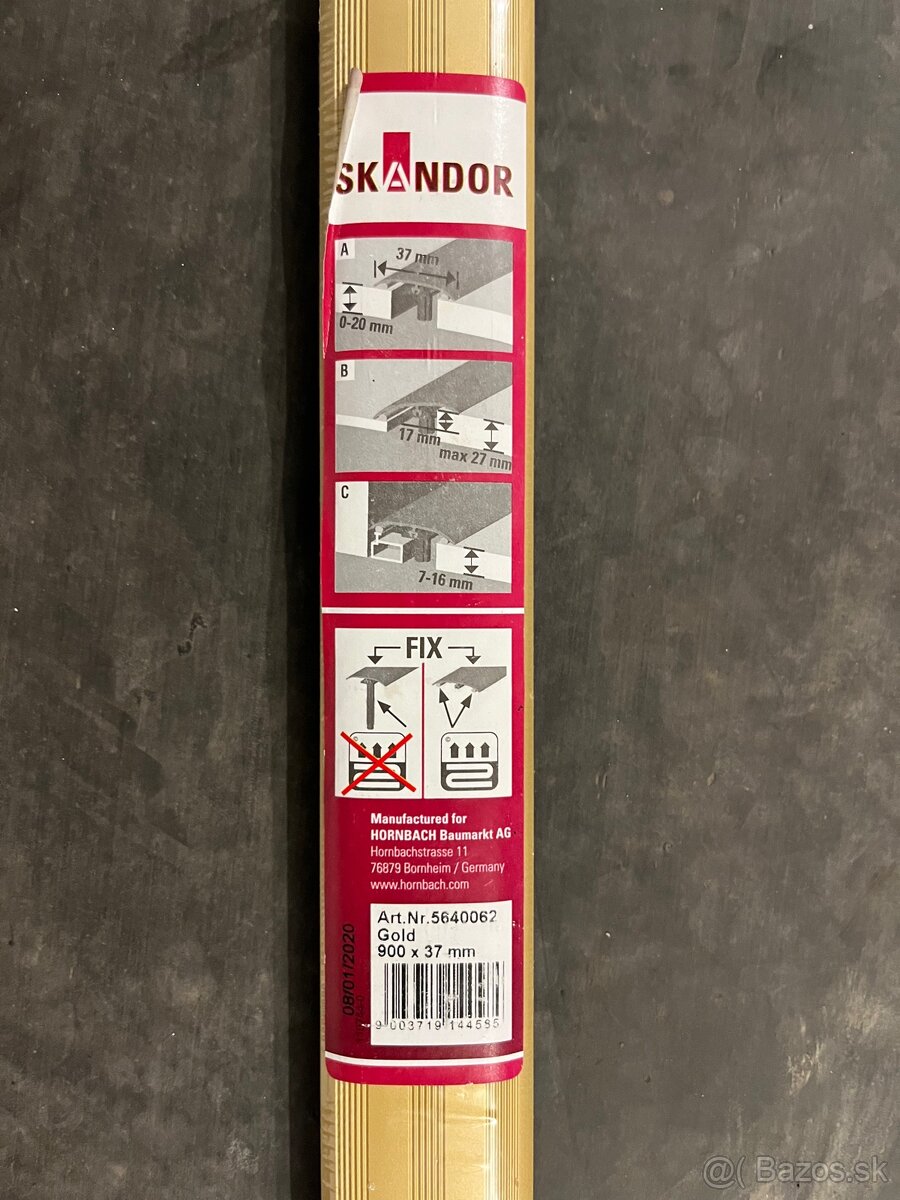 SKANDOR
A
37 mm
0-20 mm
B
17 mm
max 27 mm
C
7-16 mm
FIX
Manufactured for
HORNBACH Baumarkt AG
Hornbachstrasse 11
76879 Bornheim / Germany
www.hornbach.com
Art.Nr.5640062
Gold
900 x 37 mm
9 003719 144565
08/01/2020
@( Bazos.sk